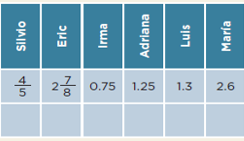 Silvio Eric Irma Adriana Luis María
4/5 2 7/8 0.75 1.25 1.3 2.6